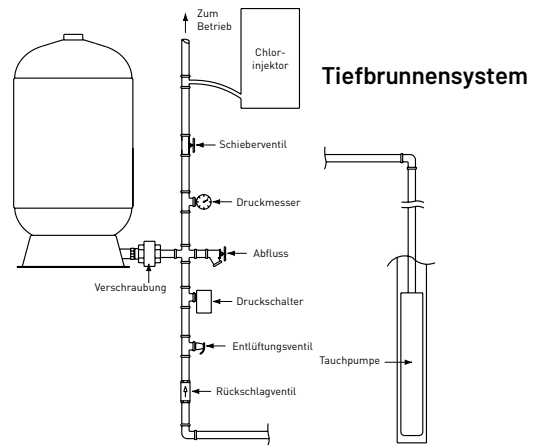 Zum
Betrieb
Chlor-
injektor
Tiefbrunnensystem
Schieberventil
Druckmesser
Abfluss
Verschraubung
Druckschalter
Entlüftungsventil
Tauchpumpe
Rückschlagventil